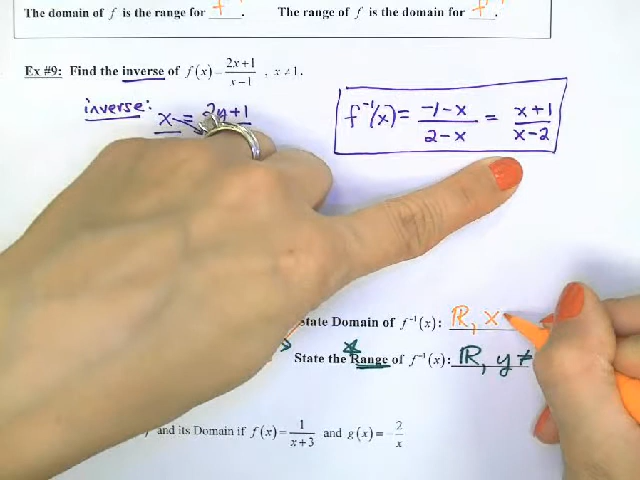 The domain of f is the range for f⁻¹.
The range of f is the domain for f⁻¹.
Ex #9: Find the inverse of f(x) = (2x+1)/(x−1) , x ≠ 1.
inverse: x = 2y+1
f⁻¹(x) = (−1−x)/(2−x) = (x+1)/(x−2)
State Domain of f⁻¹(x): ℝ, x
State the Range of f⁻¹(x): ℝ, y ≠
and its Domain if f(x) = 1/(x+3) and g(x) = −2/x